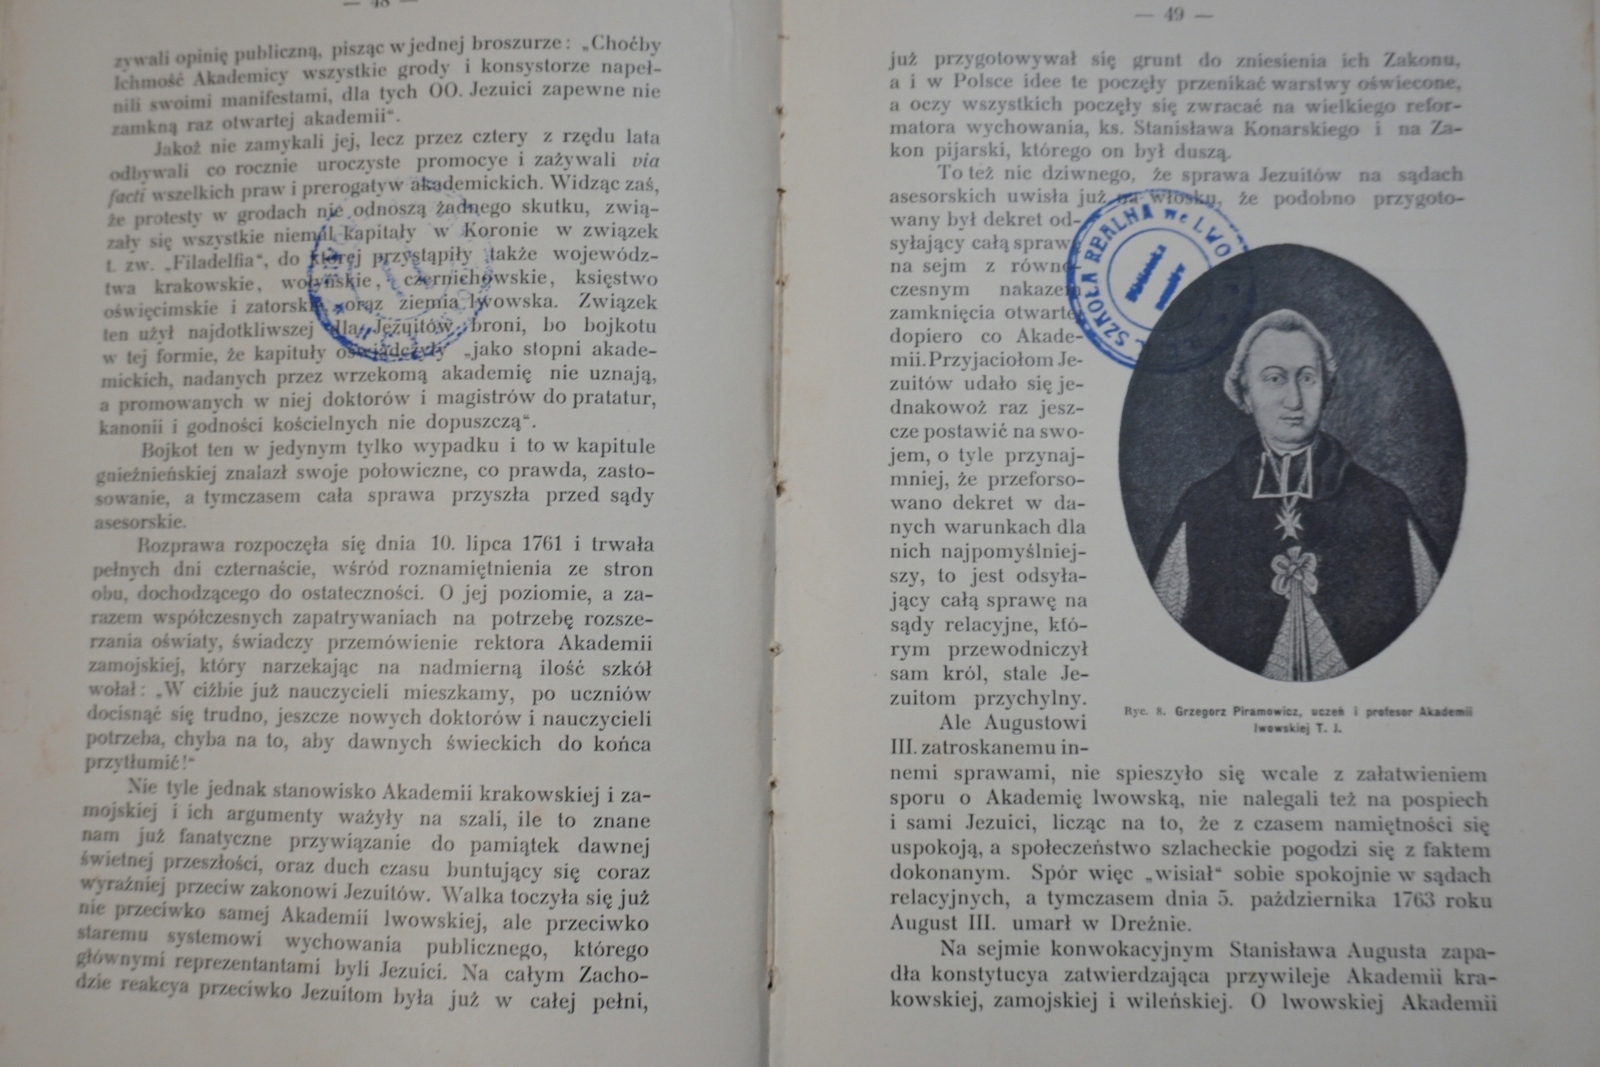 — 48 —
zywali opinię publiczną, pisząc w jednej broszurze: „Choćby
Ichmość Akademicy wszystkie grody i konsystorze napeł-
nili swoimi manifestami, dla tych OO. Jezuici zapewne nie
zamkną raz otwartej akademii“.
Jakoż nie zamykali jej, lecz przez cztery z rzędu lata
odbywali co rocznie uroczyste promocye i zażywali via
facti wszelkich praw i prerogatyw akademickich. Widząc zaś,
że protesty w grodach nie odnoszą żadnego skutku, zwią-
zały się wszystkie niemal kapitały w Koronie w związek
t. zw. „Filadelfia“, do której przystąpiły także wojewódz-
twa krakowskie, wołyńskie, czernichowskie, księstwo
oświęcimskie i zatorskie oraz ziemia lwowska. Związek
ten użył najdotkliwszej dla Jezuitów broni, bo bojkotu
w tej formie, że kapituły oświadczyły „jako stopni akade-
mickich, nadanych przez wrzekomą akademię nie uznają,
a promowanych w niej doktorów i magistrów do pratatur,
kanonii i godności kościelnych nie dopuszczą“.
Bojkot ten w jedynym tylko wypadku i to w kapitule
gnieźnieńskiej znalazł swoje połowiczne, co prawda, zasto-
sowanie, a tymczasem cała sprawa przyszła przed sądy
asesorskie.
Rozprawa rozpoczęła się dnia 10. lipca 1761 i trwała
pełnych dni czternaście, wśród roznamiętnienia ze stron
obu, dochodzącego do ostateczności. O jej poziomie, a za-
razem współczesnych zapatrywaniach na potrzebę rozsze-
rzania oświaty, świadczy przemówienie rektora Akademii
zamojskiej, który narzekając na nadmierną ilość szkół
wołał: „W ciżbie już nauczycieli mieszkamy, po uczniów
docisnąć się trudno, jeszcze nowych doktorów i nauczycieli
potrzeba, chyba na to, aby dawnych świeckich do końca
przytłumić!“
Nie tyle jednak stanowisko Akademii krakowskiej i za-
mojskiej i ich argumenty ważyły na szali, ile to znane
nam już fanatyczne przywiązanie do pamiątek dawnej
świetnej przeszłości, oraz duch czasu buntujący się coraz
wyraźniej przeciw zakonowi Jezuitów. Walka toczyła się już
nie przeciwko samej Akademii lwowskiej, ale przeciwko
staremu systemowi wychowania publicznego, którego
głównymi reprezentantami byli Jezuici. Na całym Zacho-
dzie reakcya przeciwko Jezuitom była już w całej pełni,
— 49 —
już przygotowywał się grunt do zniesienia ich Zakonu,
a i w Polsce idee te poczęły przenikać warstwy oświecone,
a oczy wszystkich poczęły się zwracać na wielkiego refor-
matora wychowania, ks. Stanisława Konarskiego i na Za-
kon pijarski, którego on był duszą.
To też nic dziwnego, że sprawa Jezuitów na sądach
asesorskich uwisła już na włosku, że podobno przygoto-
wany był dekret od-
syłający całą sprawę
na sejm z równo-
czesnym nakazem
zamknięcia otwartej
dopiero co Akade-
mii. Przyjaciołom Je-
zuitów udało się je-
dnakowoż raz jesz-
cze postawić na swo-
jem, o tyle przynaj-
mniej, że przeforso-
wano dekret w da-
nych warunkach dla
nich najpomyślniej-
szy, to jest odsyła-
jący całą sprawę na
sądy relacyjne, któ-
rym przewodniczył
sam król, stale Je-
zuitom przychylny.
Ale Augustowi
III. zatroskanemu in-
nemi sprawami, nie spieszyło się wcale z załatwieniem
sporu o Akademię lwowską, nie nalegali też na pospiech
i sami Jezuici, licząc na to, że z czasem namiętności się
uspokoją, a społeczeństwo szlacheckie pogodzi się z faktem
dokonanym. Spór więc „wisiał“ sobie spokojnie w sądach
relacyjnych, a tymczasem dnia 5. października 1763 roku
August III. umarł w Dreźnie.
Na sejmie konwokacyjnym Stanisława Augusta zapa-
dła konstytucya zatwierdzająca przywileje Akademii kra-
kowskiej, zamojskiej i wileńskiej. O lwowskiej Akademii
SZKOŁA REALNA we LWO
Biblioteka
Ryc. 8. Grzegorz Piramowicz, uczeń i profesor Akademii
lwowskiej T. J.